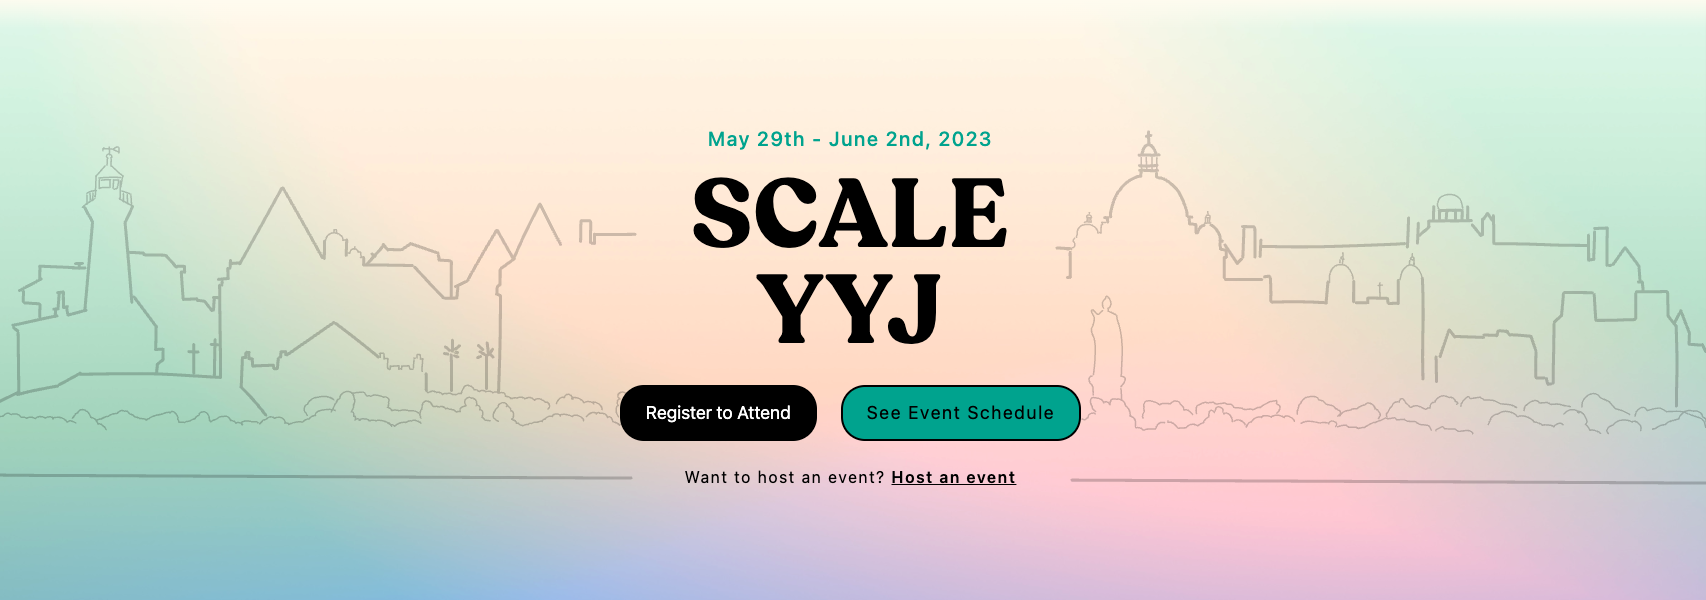 May 29th - June 2nd, 2023
SCALE
YYJ
Register to Attend
See Event Schedule
Want to host an event? Host an event